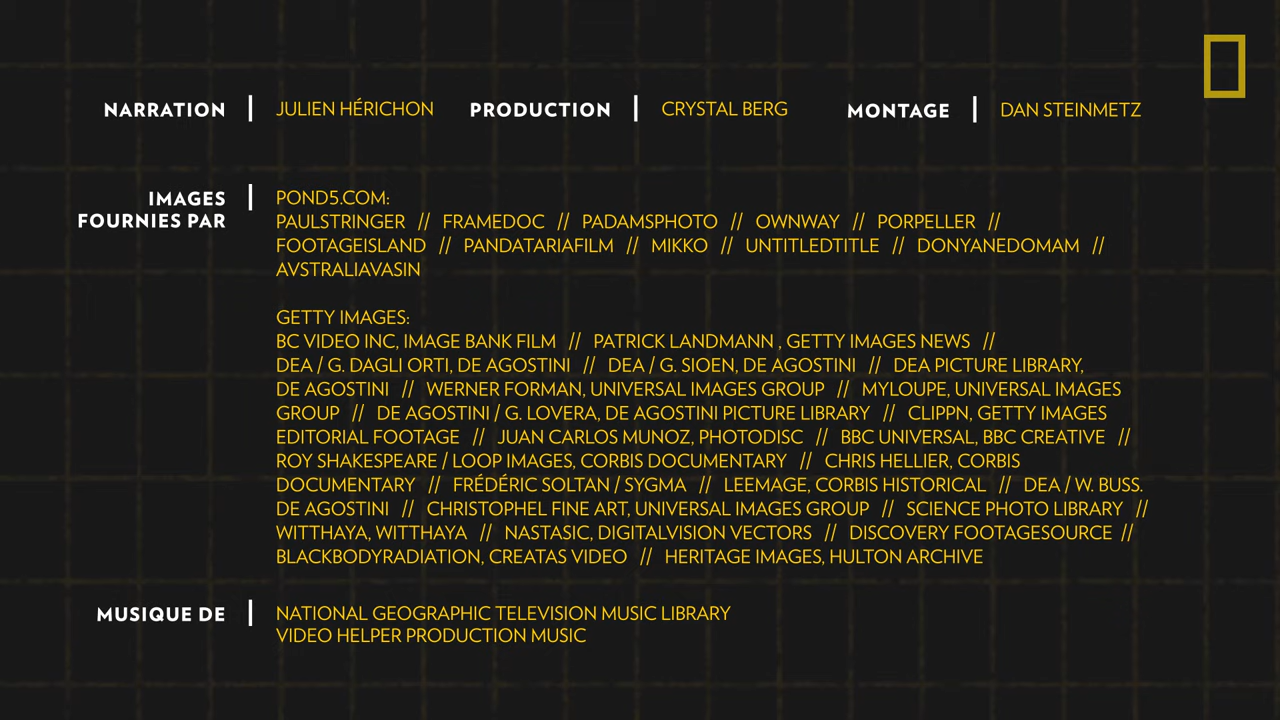 NARRATION | JULIEN HÉRICHON PRODUCTION | CRYSTAL BERG MONTAGE | DAN STEINMETZ
IMAGES FOURNIES PAR | POND5.COM:
PAULSTRINGER // FRAMEDOC // PADAMSPHOTO // OWNWAY // PORPELLER //
FOOTAGEISLAND // PANDATARIAFILM // MIKKO // UNTITLEDTITLE // DONYANEDOMAM //
AVSTRALIAVASIN
GETTY IMAGES:
BC VIDEO INC, IMAGE BANK FILM // PATRICK LANDMANN , GETTY IMAGES NEWS //
DEA / G. DAGLI ORTI, DE AGOSTINI // DEA / G. SIOEN, DE AGOSTINI // DEA PICTURE LIBRARY,
DE AGOSTINI // WERNER FORMAN, UNIVERSAL IMAGES GROUP // MYLOUPE, UNIVERSAL IMAGES
GROUP // DE AGOSTINI / G. LOVERA, DE AGOSTINI PICTURE LIBRARY // CLIPPN, GETTY IMAGES
EDITORIAL FOOTAGE // JUAN CARLOS MUNOZ, PHOTODISC // BBC UNIVERSAL, BBC CREATIVE //
ROY SHAKESPEARE / LOOP IMAGES, CORBIS DOCUMENTARY // CHRIS HELLIER, CORBIS
DOCUMENTARY // FRÉDÉRIC SOLTAN / SYGMA // LEEMAGE, CORBIS HISTORICAL // DEA / W. BUSS.
DE AGOSTINI // CHRISTOPHEL FINE ART, UNIVERSAL IMAGES GROUP // SCIENCE PHOTO LIBRARY //
WITTHAYA, WITTHAYA // NASTASIC, DIGITALVISION VECTORS // DISCOVERY FOOTAGESOURCE //
BLACKBODYRADIATION, CREATAS VIDEO // HERITAGE IMAGES, HULTON ARCHIVE
MUSIQUE DE | NATIONAL GEOGRAPHIC TELEVISION MUSIC LIBRARY
VIDEO HELPER PRODUCTION MUSIC